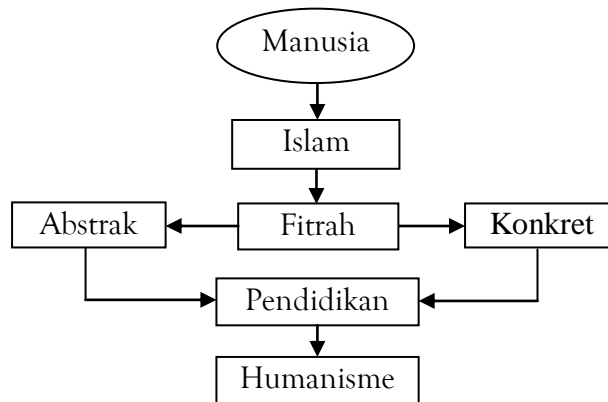 Manusia
Islam
Abstrak
Fitrah
Konkret
Pendidikan
Humanisme